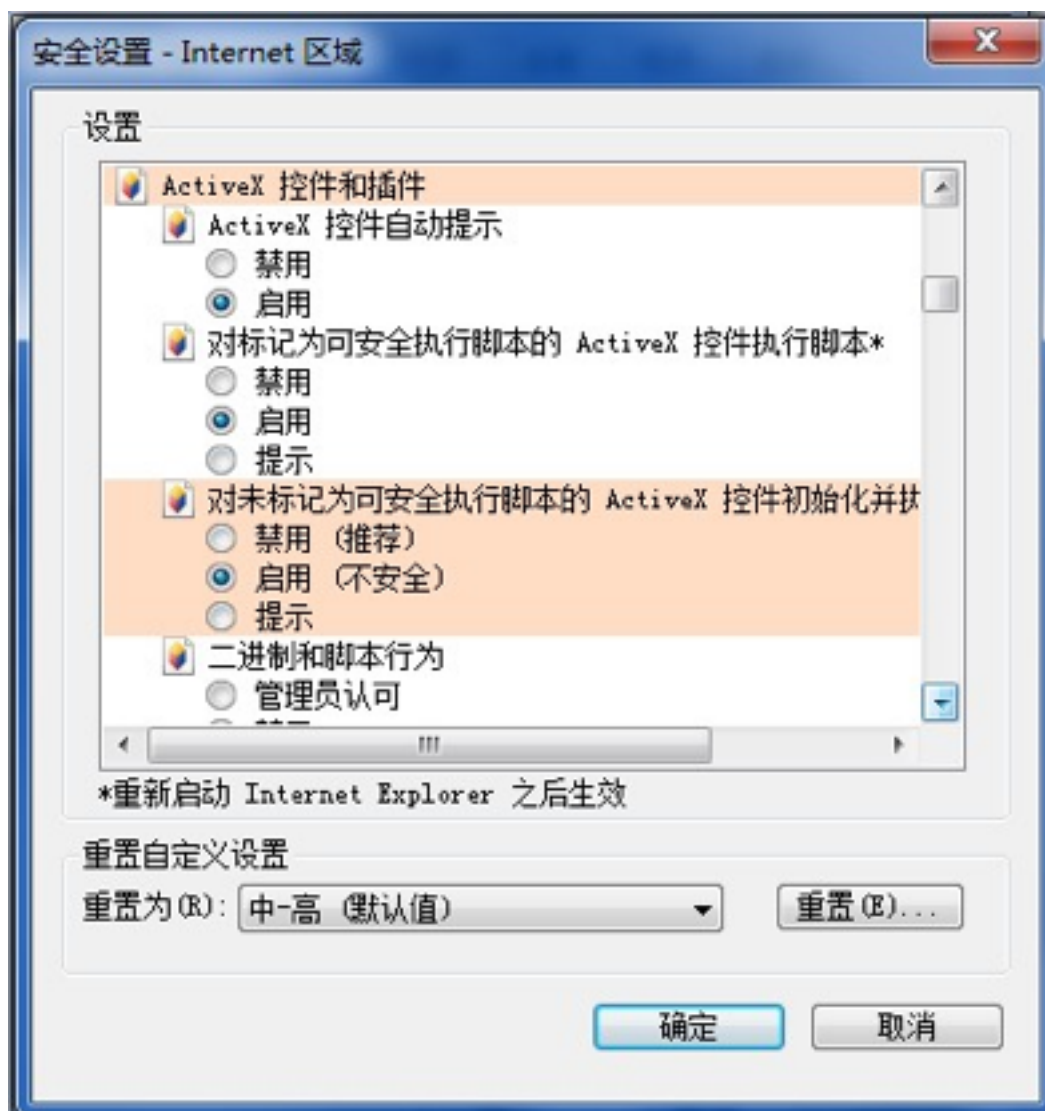 安全设置 - Internet 区域
设置
ActiveX 控件和插件
ActiveX 控件自动提示
禁用
启用
对标记为可安全执行脚本的 ActiveX 控件执行脚本*
禁用
启用
提示
对未标记为可安全执行脚本的 ActiveX 控件初始化并执
禁用 (推荐)
启用 (不安全)
提示
二进制和脚本行为
管理员认可
*重新启动 Internet Explorer 之后生效
重置自定义设置
重置为(R): 中-高 (默认值) 重置(E)...
确定 取消